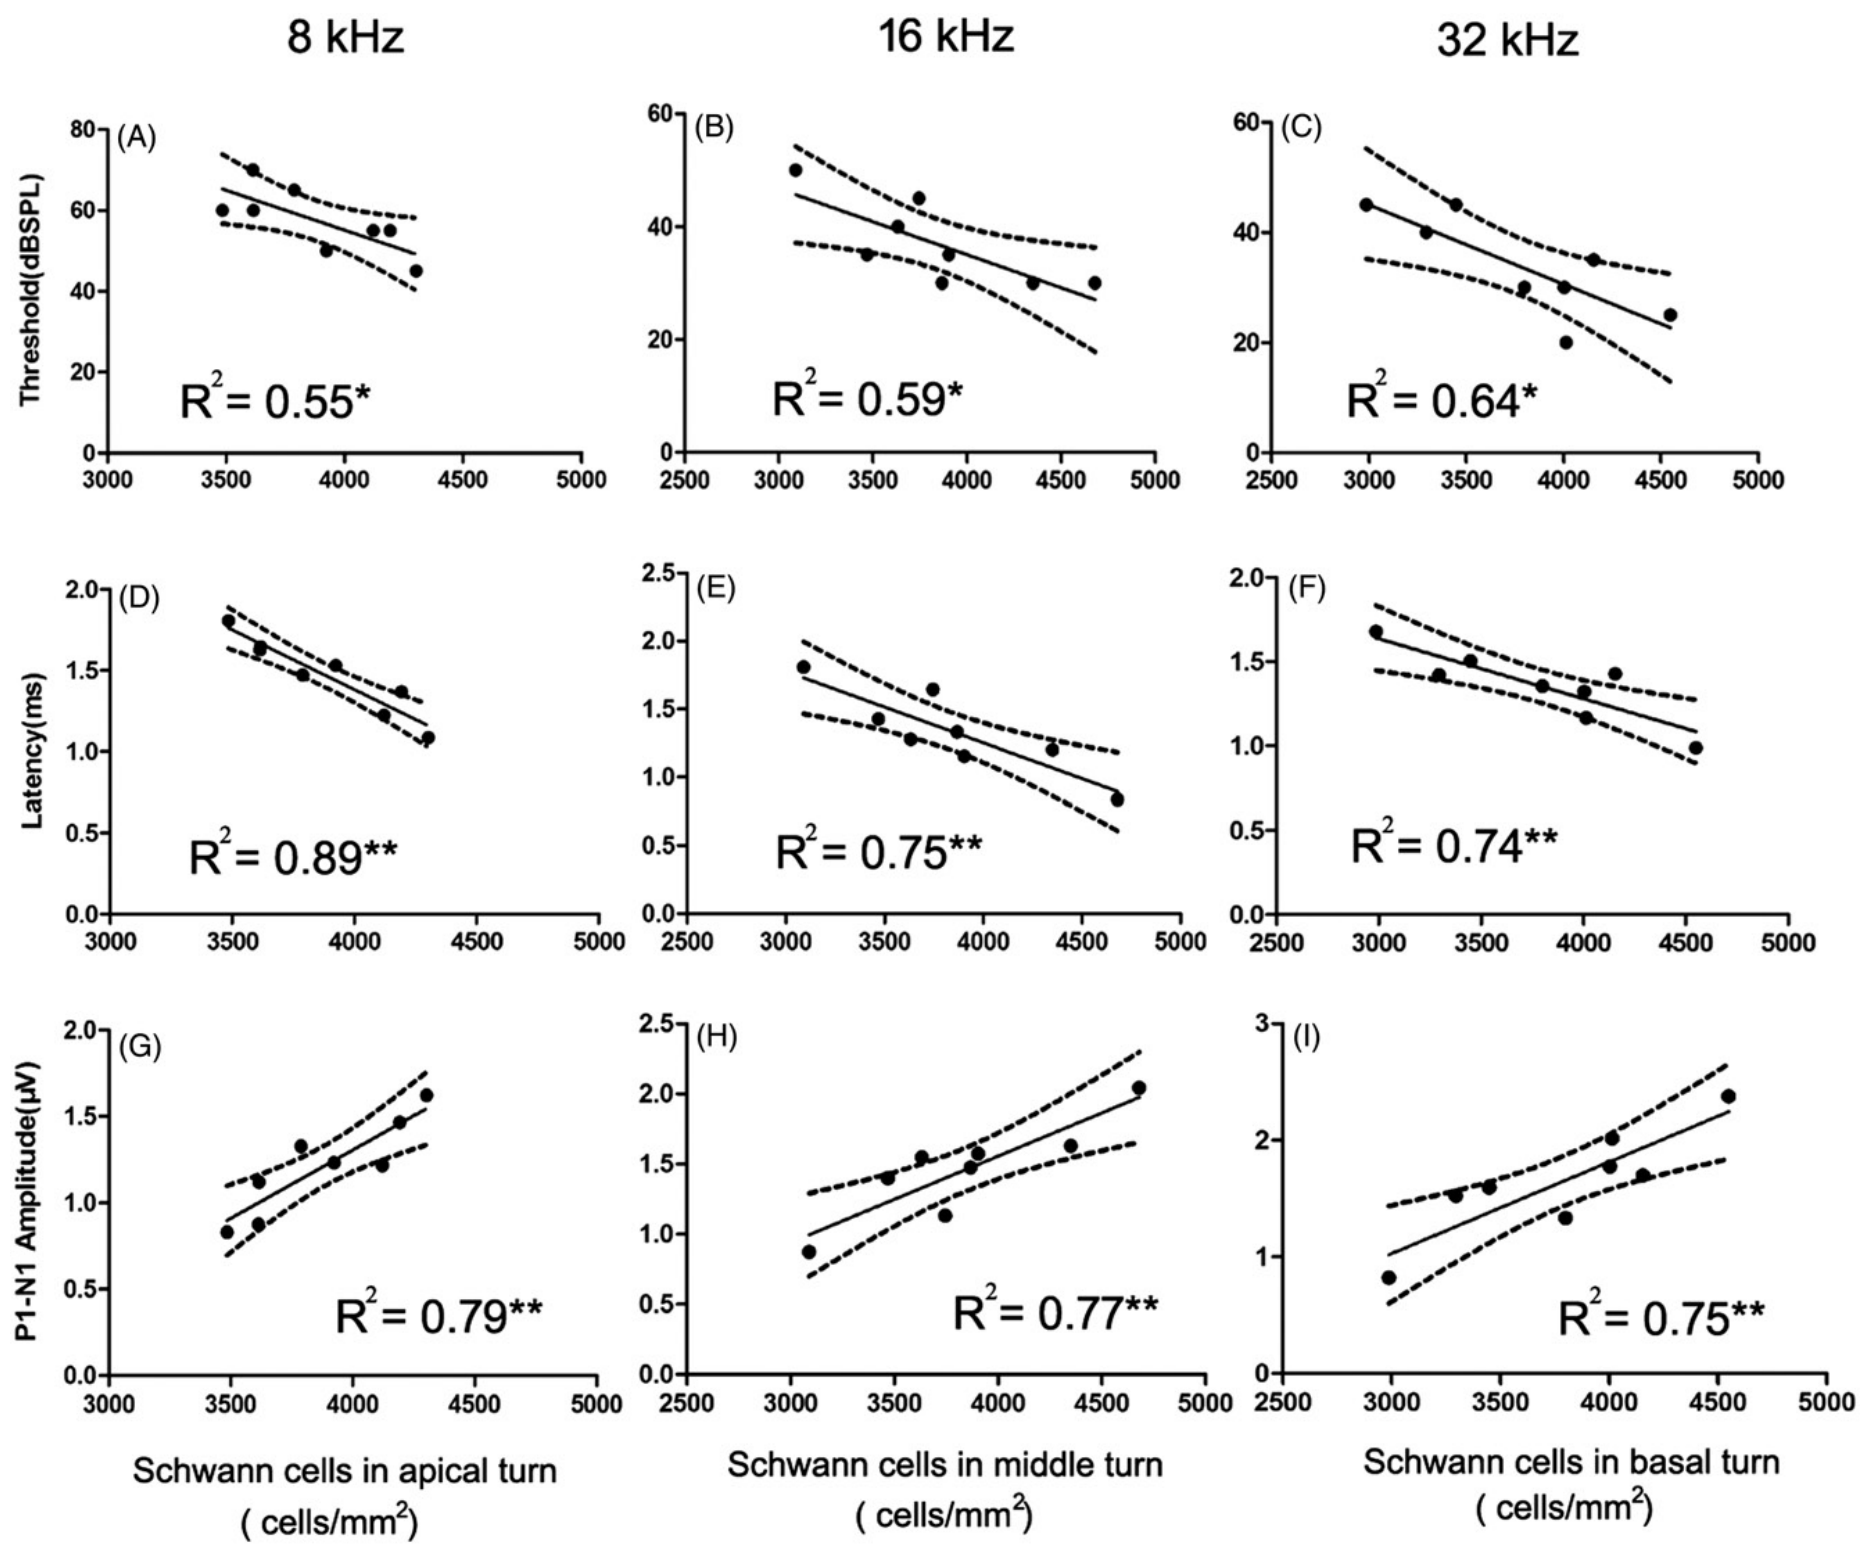 8 kHz
16 kHz
32 kHz
(A)
80
60
40
20
0
Threshold(dBSPL)
R²= 0.55*
3000 3500 4000 4500 5000
(B)
60
40
20
0
R²= 0.59*
2500 3000 3500 4000 4500 5000
(C)
60
40
20
0
R²= 0.64*
2500 3000 3500 4000 4500 5000
(D)
2.0
1.5
1.0
0.5
0.0
Latency(ms)
R²= 0.89**
3000 3500 4000 4500 5000
(E)
2.5
2.0
1.5
1.0
0.5
0.0
R²= 0.75**
2500 3000 3500 4000 4500 5000
(F)
2.0
1.5
1.0
0.5
0.0
R²= 0.74**
2500 3000 3500 4000 4500 5000
(G)
2.0
1.5
1.0
0.5
0.0
P1-N1 Amplitude(µV)
R²= 0.79**
3000 3500 4000 4500 5000
Schwann cells in apical turn
( cells/mm²)
(H)
2.5
2.0
1.5
1.0
0.5
0.0
R²= 0.77**
2500 3000 3500 4000 4500 5000
Schwann cells in middle turn
( cells/mm²)
(I)
3
2
1
0
R²= 0.75**
2500 3000 3500 4000 4500 5000
Schwann cells in basal turn
( cells/mm²)